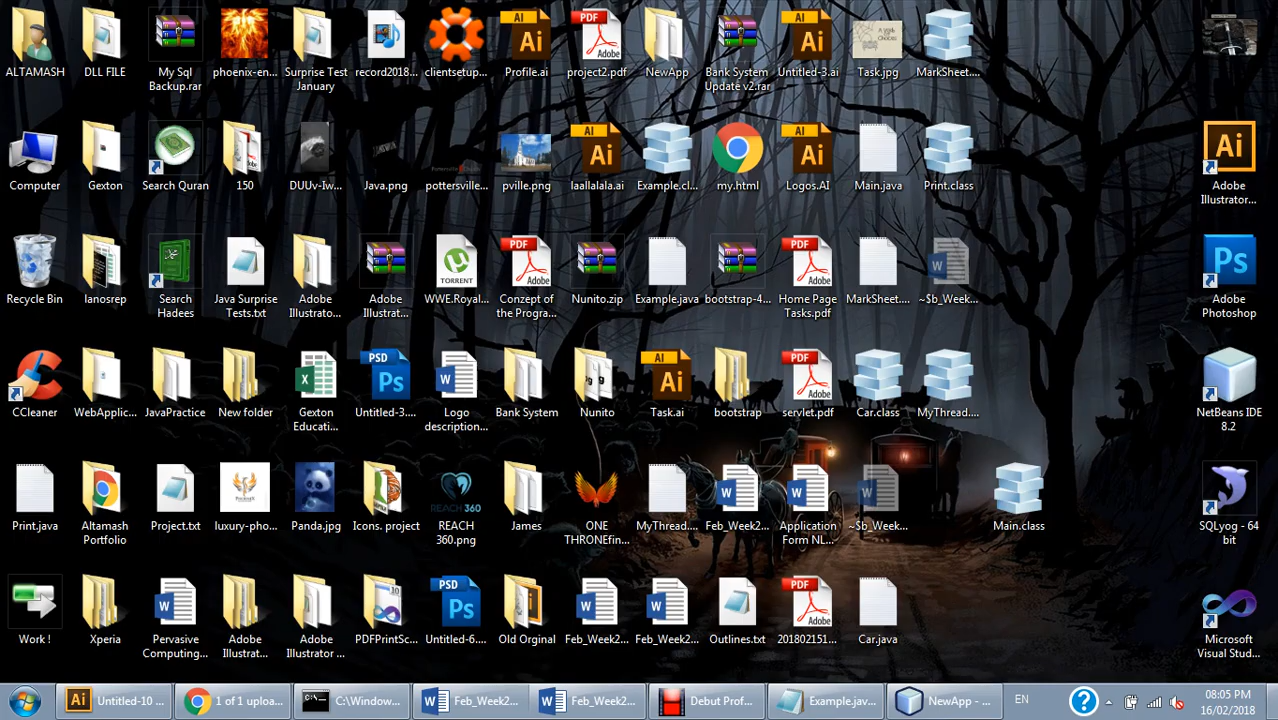 ALTAMASH
DLL FILE
My Sql
Backup.rar
phoenix-en...
Surprise Test
January
record2018...
clientsetup...
Profile.ai
project2.pdf
NewApp
Bank System
Update v2.rar
Untitled-3.ai
Task.jpg
MarkSheet....
Computer
Gexton
Search Quran
150
DUUv-Iw...
Java.png
pottersville...
pville.png
laallalala.ai
Example.cl...
my.html
Logos.AI
Main.java
Print.class
Adobe
Illustrator...
Recycle Bin
lanosrep
Search
Hadees
Java Surprise
Tests.txt
Adobe
Illustrato...
Adobe
Illustrat...
WWE.Royal...
Conzept of
the Progra...
Nunito.zip
Example.java
bootstrap-4...
Home Page
Tasks.pdf
MarkSheet....
~$b_Week...
Adobe
Photoshop
CCleaner
WebApplic...
JavaPractice
New folder
Gexton
Educati...
Untitled-3....
Logo
description...
Bank System
Nunito
Task.ai
bootstrap
servlet.pdf
Car.class
MyThread....
NetBeans IDE
8.2
Print.java
Altamash
Portfolio
Project.txt
luxury-pho...
Panda.jpg
Icons. project
REACH 360
REACH
360.png
James
ONE
THRONEfin...
MyThread....
Feb_Week2...
Application
Form NL...
~$b_Week...
Main.class
SQLyog - 64
bit
Work !
Xperia
Pervasive
Computing...
Adobe
Illustrat...
Adobe
Illustrator ...
PDFPrintSc...
Untitled-6....
Old Orginal
Feb_Week2...
Feb_Week2...
Outlines.txt
201802151...
Car.java
Microsoft
Visual Stud...
Untitled-10 ...
1 of 1 uploa...
C:\Window...
Feb_Week2...
Feb_Week2...
Debut Prof...
Example.jav...
NewApp - ...
EN
08:05 PM
16/02/2018